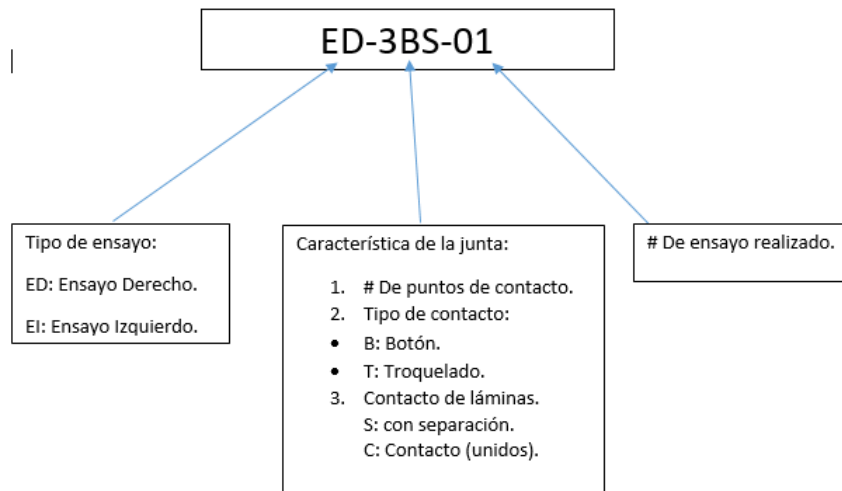 ED-3BS-01
Tipo de ensayo:
ED: Ensayo Derecho.
EI: Ensayo Izquierdo.
Característica de la junta:
1. # De puntos de contacto.
2. Tipo de contacto:
• B: Botón.
• T: Troquelado.
3. Contacto de láminas.
S: con separación.
C: Contacto (unidos).
# De ensayo realizado.